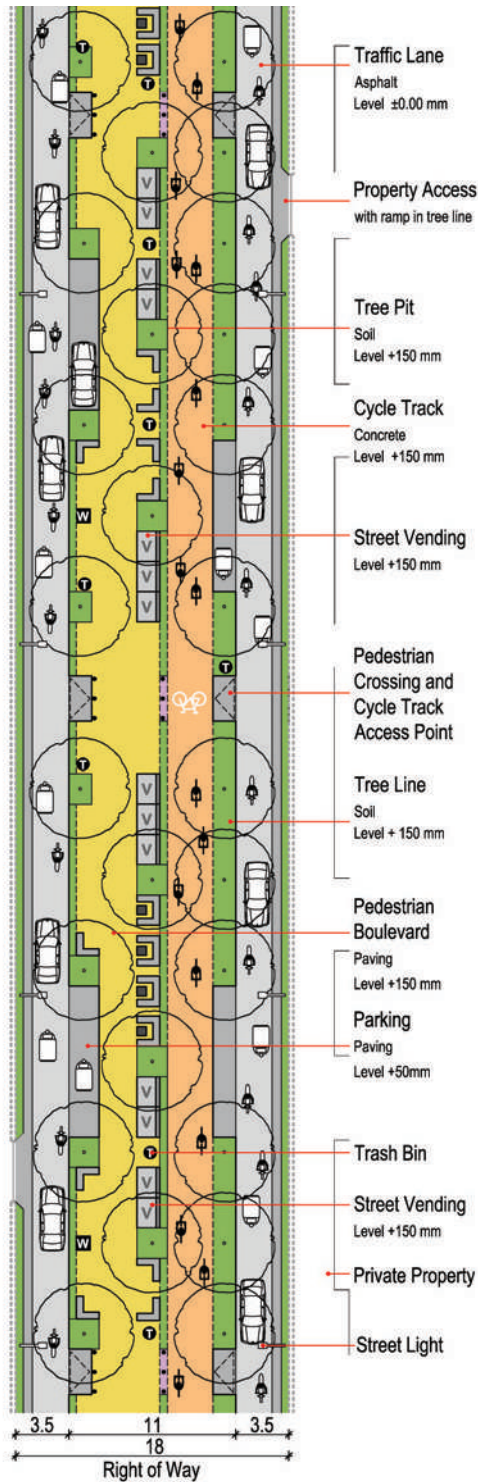 Traffic Lane
Asphalt
Level ±0.00 mm
Property Access
with ramp in tree line
Tree Pit
Soil
Level +150 mm
Cycle Track
Concrete
Level +150 mm
Street Vending
Level +150 mm
Pedestrian
Crossing and
Cycle Track
Access Point
Tree Line
Soil
Level + 150 mm
Pedestrian
Boulevard
Paving
Level +150 mm
Parking
Paving
Level +50mm
Trash Bin
Street Vending
Level +150 mm
Private Property
Street Light
T
T
V
V
T
V
V
T
W
V
V
V
T
T
T
V
V
V
V
V
T
V
V
W
T
3.5 11 3.5
18
Right of Way